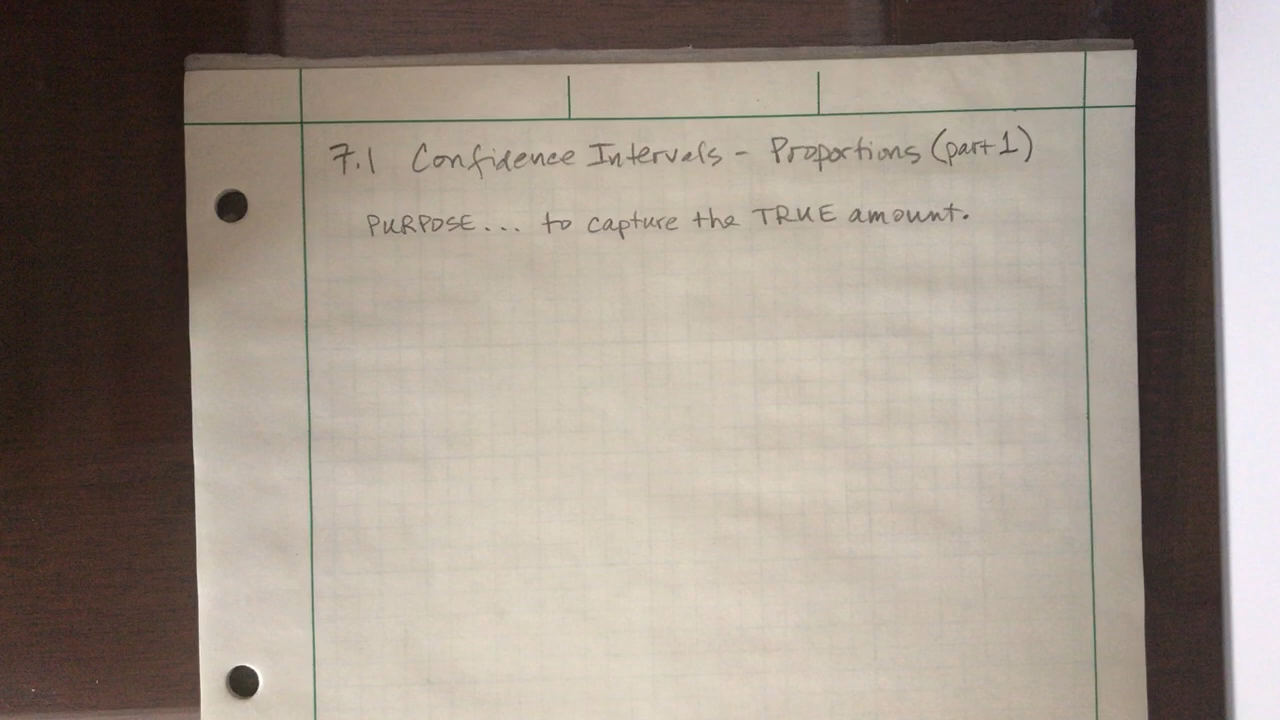 7.1 Confidence Intervals - Proportions (part 1)
PURPOSE... to capture the TRUE amount.